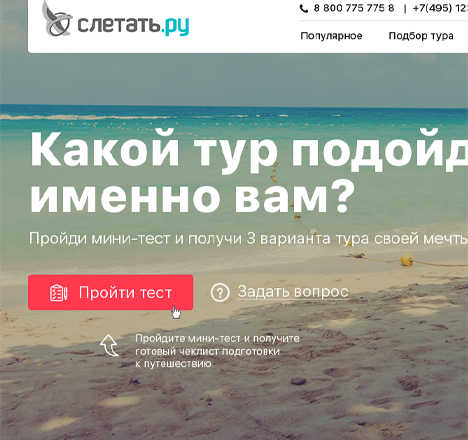 слетать.ру
8 800 775 775 8 | +7(495) 12
Популярное Подбор тура
Какой тур подойд
именно вам?
Пройди мини-тест и получи 3 варианта тура своей мечты
Пройти тест
Задать вопрос
Пройдите мини-тест и получите
готовый чеклист подготовки
к путешествию